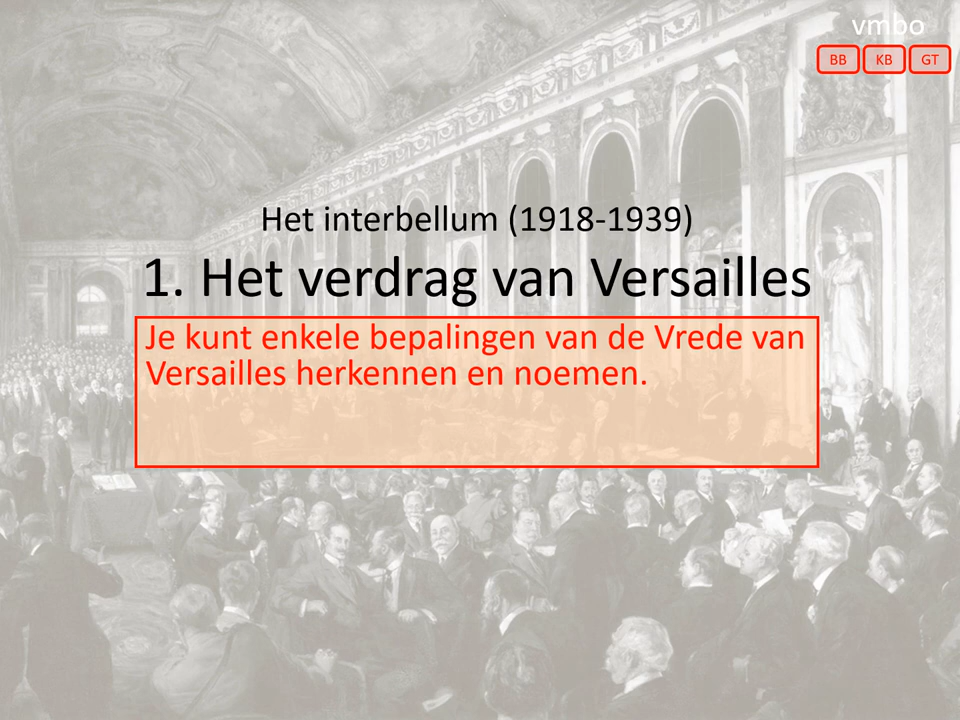 vmbo
BB KB GT
Het interbellum (1918-1939)
1. Het verdrag van Versailles
Je kunt enkele bepalingen van de Vrede van
Versailles herkennen en noemen.